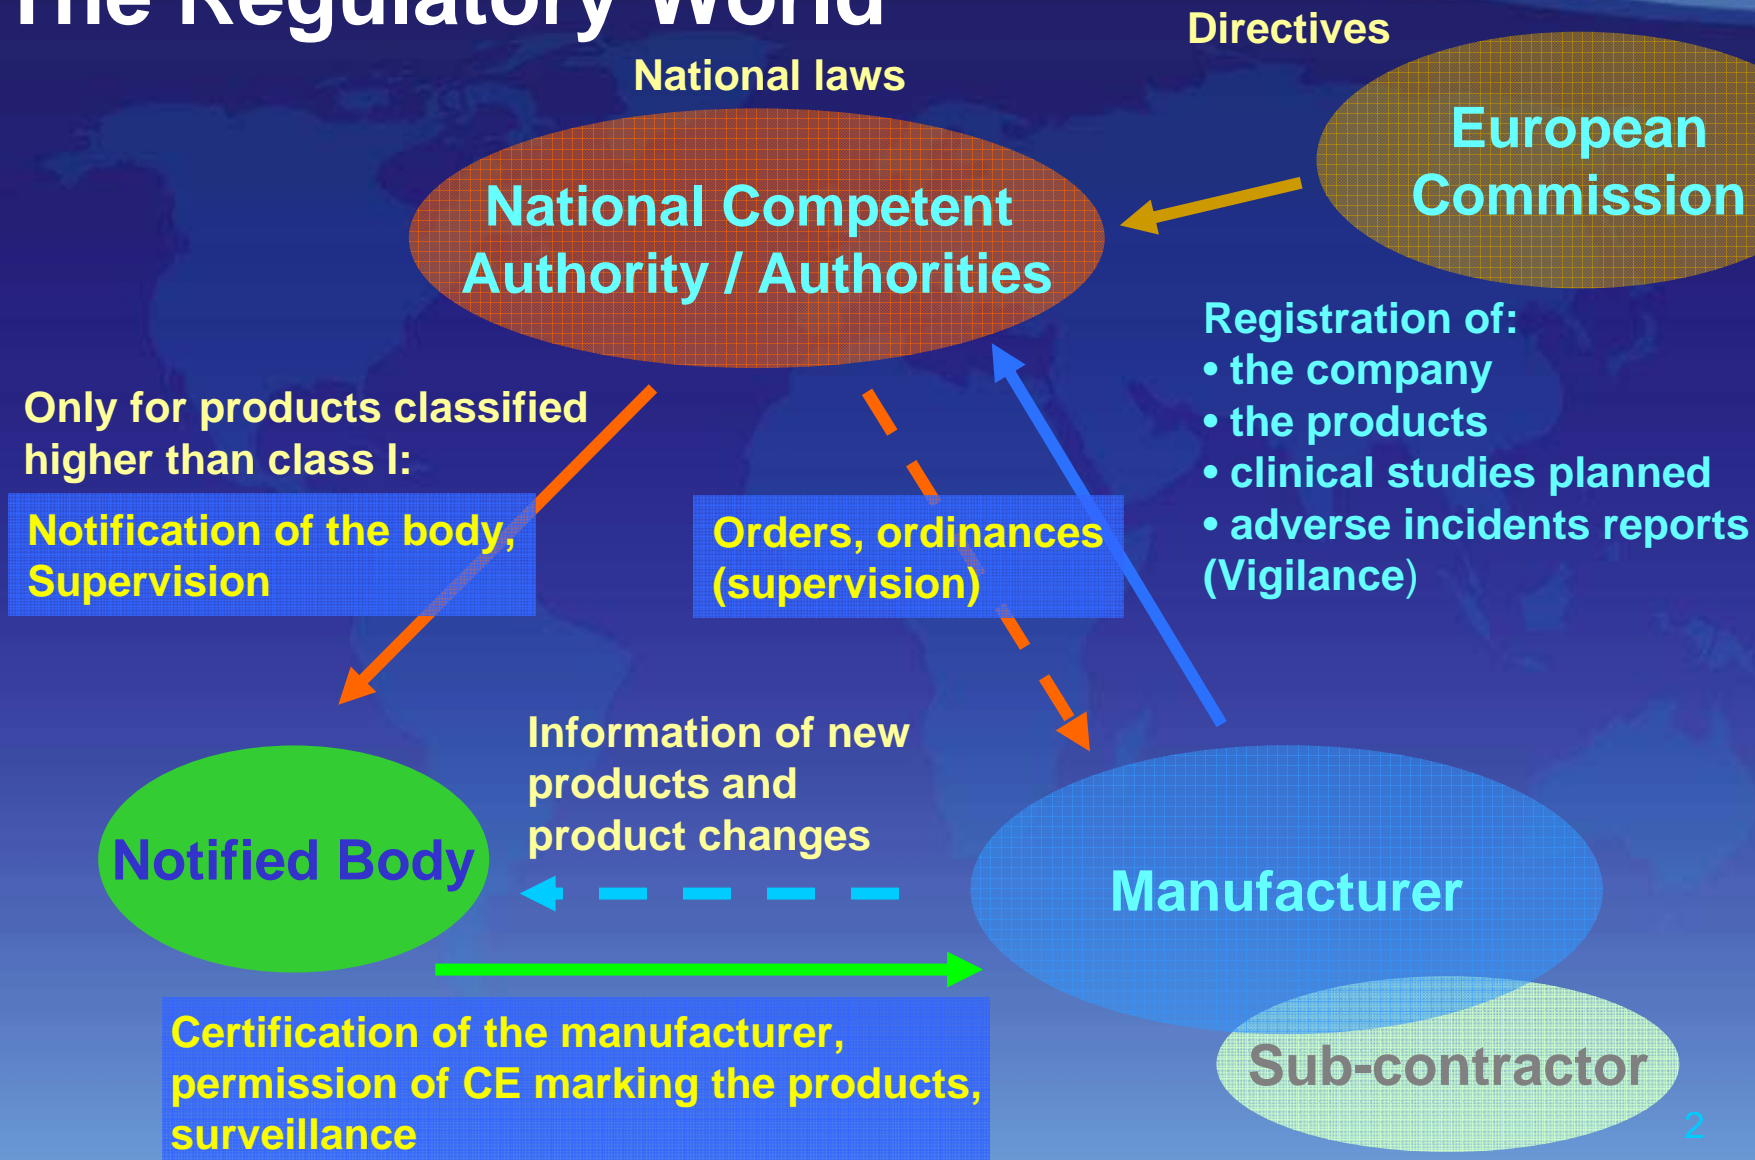 The Regulatory World
Directives
National laws
European
Commission
National Competent
Authority / Authorities
Registration of:
• the company
• the products
• clinical studies planned
• adverse incidents reports
(Vigilance)
Only for products classified
higher than class I:
Notification of the body,
Supervision
Orders, ordinances
(supervision)
Information of new
products and
product changes
Notified Body
Manufacturer
Certification of the manufacturer,
permission of CE marking the products,
surveillance
Sub-contractor
2